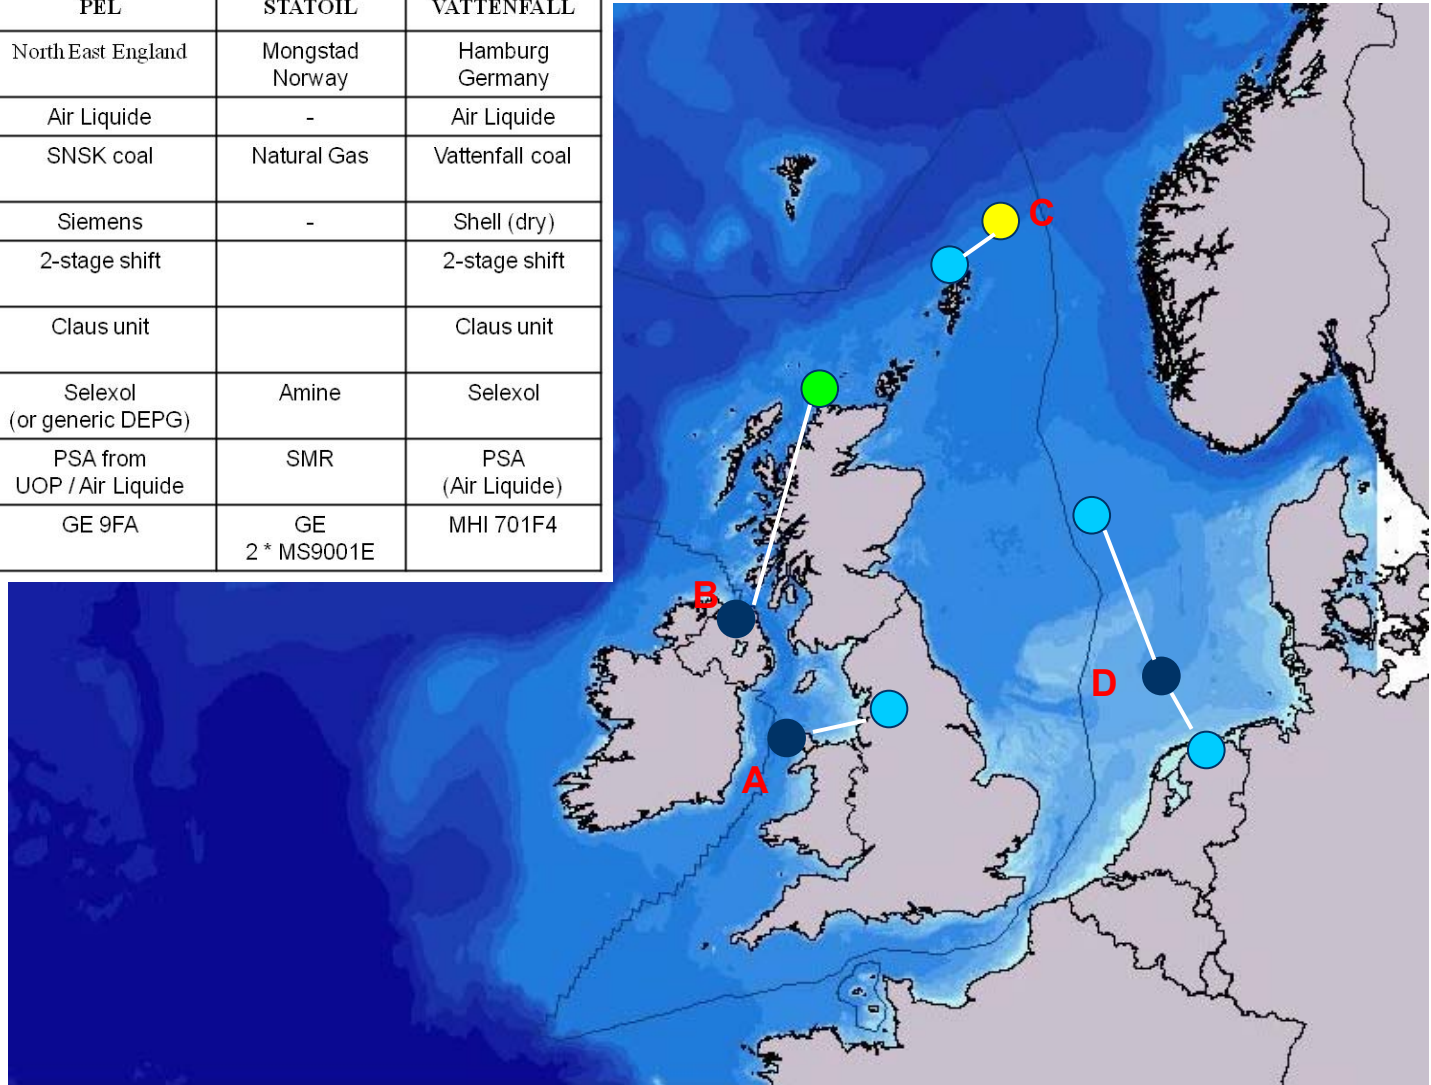 PEL STATOIL VATTENFALL
North East England Mongstad Hamburg
Norway Germany
Air Liquide - Air Liquide
SNSK coal Natural Gas Vattenfall coal
Siemens - Shell (dry)
2-stage shift 2-stage shift
Claus unit Claus unit
Selexol Amine Selexol
(or generic DEPG)
PSA from SMR PSA
UOP / Air Liquide (Air Liquide)
GE 9FA GE MHI 701F4
2 * MS9001E
C
B
D
A